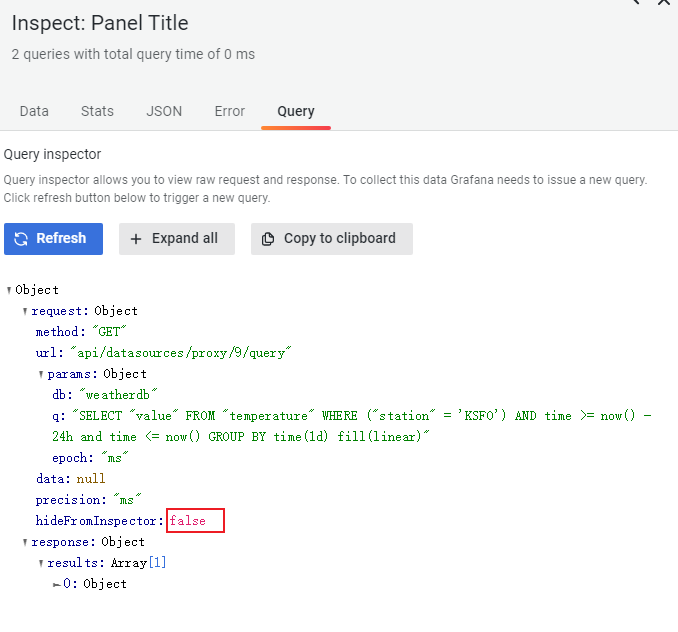 Inspect: Panel Title
2 queries with total query time of 0 ms
Data Stats JSON Error Query
Query inspector
Query inspector allows you to view raw request and response. To collect this data Grafana needs to issue a new query.
Click refresh button below to trigger a new query.
Refresh + Expand all Copy to clipboard
Object
request: Object
method: "GET"
url: "api/datasources/proxy/9/query"
params: Object
db: "weatherdb"
q: "SELECT "value" FROM "temperature" WHERE ("station" = 'KSFO') AND time >= now() -
24h and time <= now() GROUP BY time(1d) fill(linear)"
epoch: "ms"
data: null
precision: "ms"
hideFromInspector: false
response: Object
results: Array[1]
0: Object